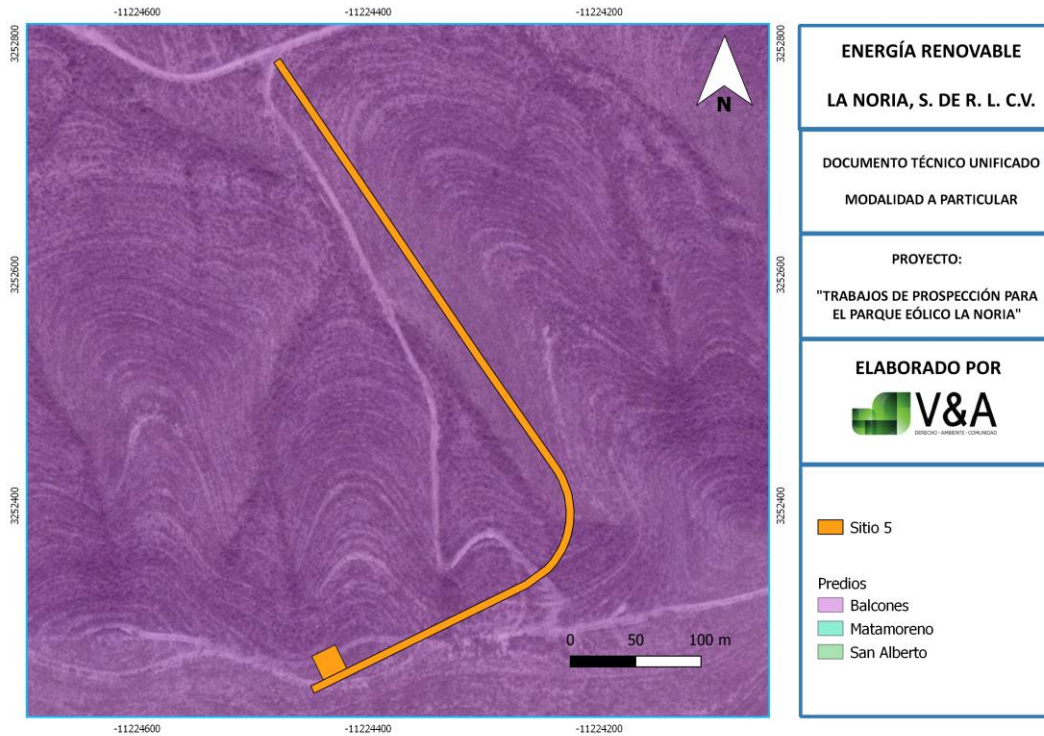 -11224600
-11224400
-11224200
3252800
3252800
N
3252600
3252600
3252400
3252400
0
50
100 m
-11224600
-11224400
-11224200
ENERGÍA RENOVABLE
LA NORIA, S. DE R. L. C.V.
DOCUMENTO TÉCNICO UNIFICADO
MODALIDAD A PARTICULAR
PROYECTO:
"TRABAJOS DE PROSPECCIÓN PARA
EL PARQUE EÓLICO LA NORIA"
ELABORADO POR
V&A
DERECHO · AMBIENTE · COMUNIDAD
Sitio 5
Predios
Balcones
Matamoreno
San Alberto